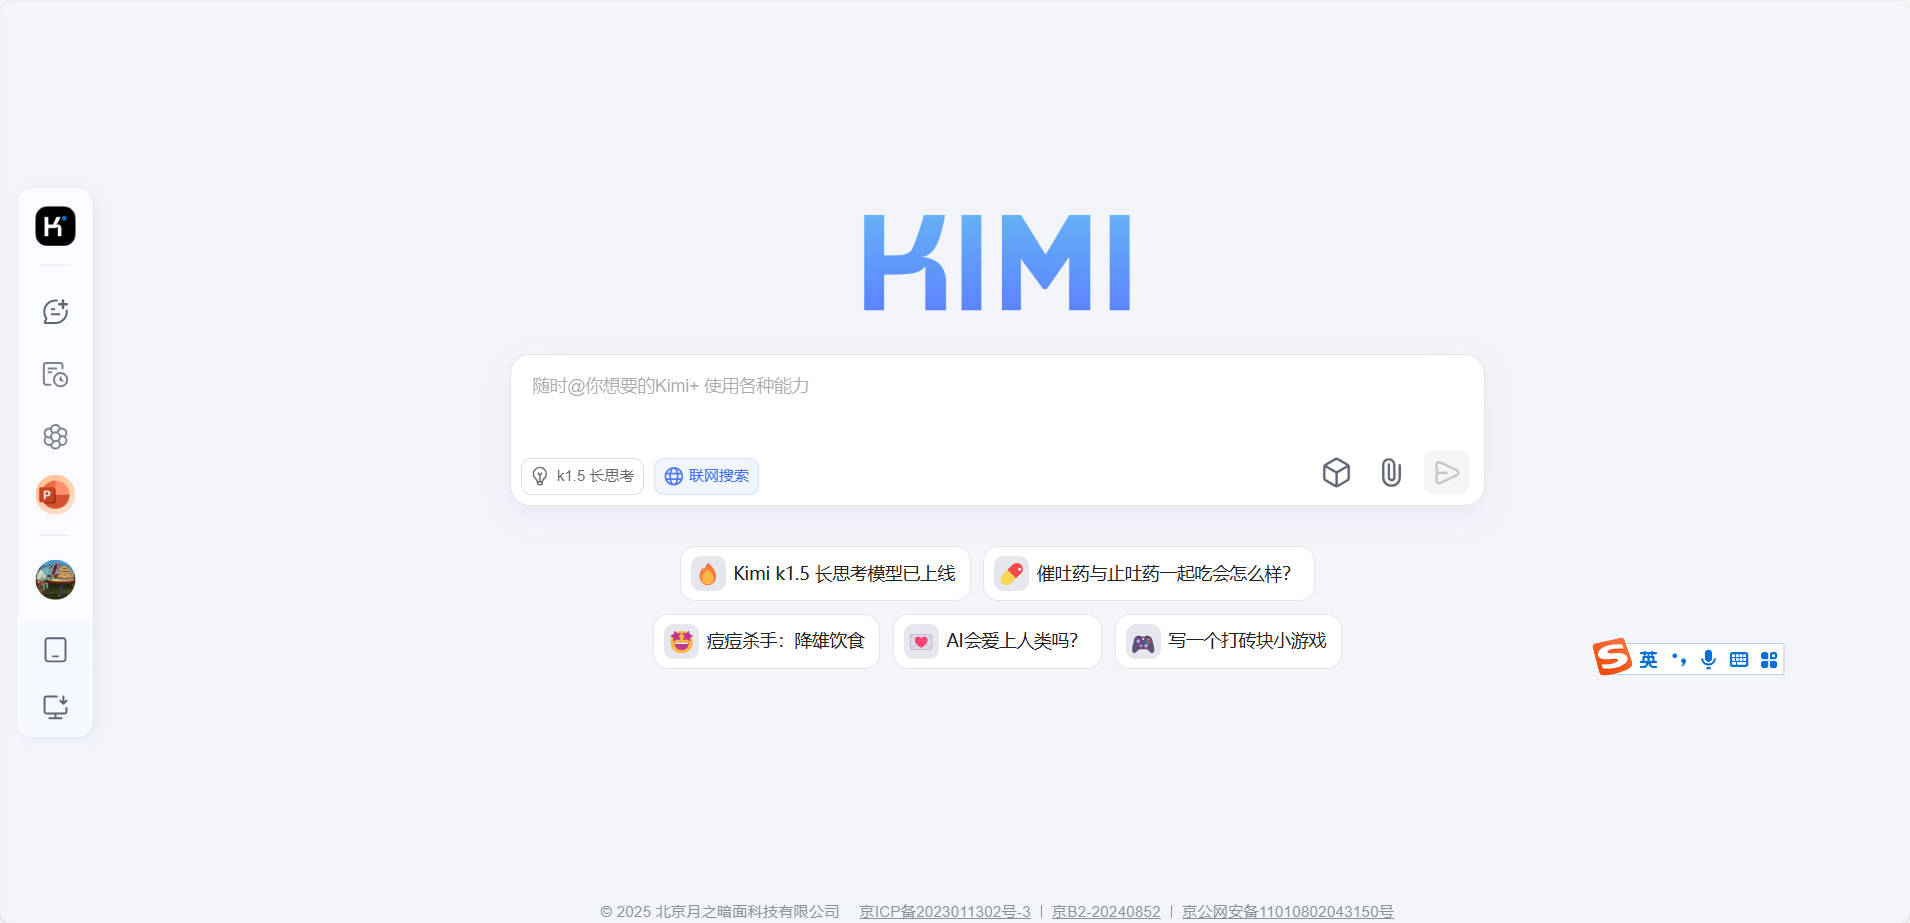 KIMI
随时@你想要的Kimi+ 使用各种能力
k1.5 长思考 联网搜索
Kimi k1.5 长思考模型已上线 催吐药与止吐药一起吃会怎么样？
痘痘杀手：降雄饮食 AI会爱上人类吗？ 写一个打砖块小游戏
英
© 2025 北京月之暗面科技有限公司 京ICP备2023011302号-3 | 京B2-20240852 | 京公网安备11010802043150号